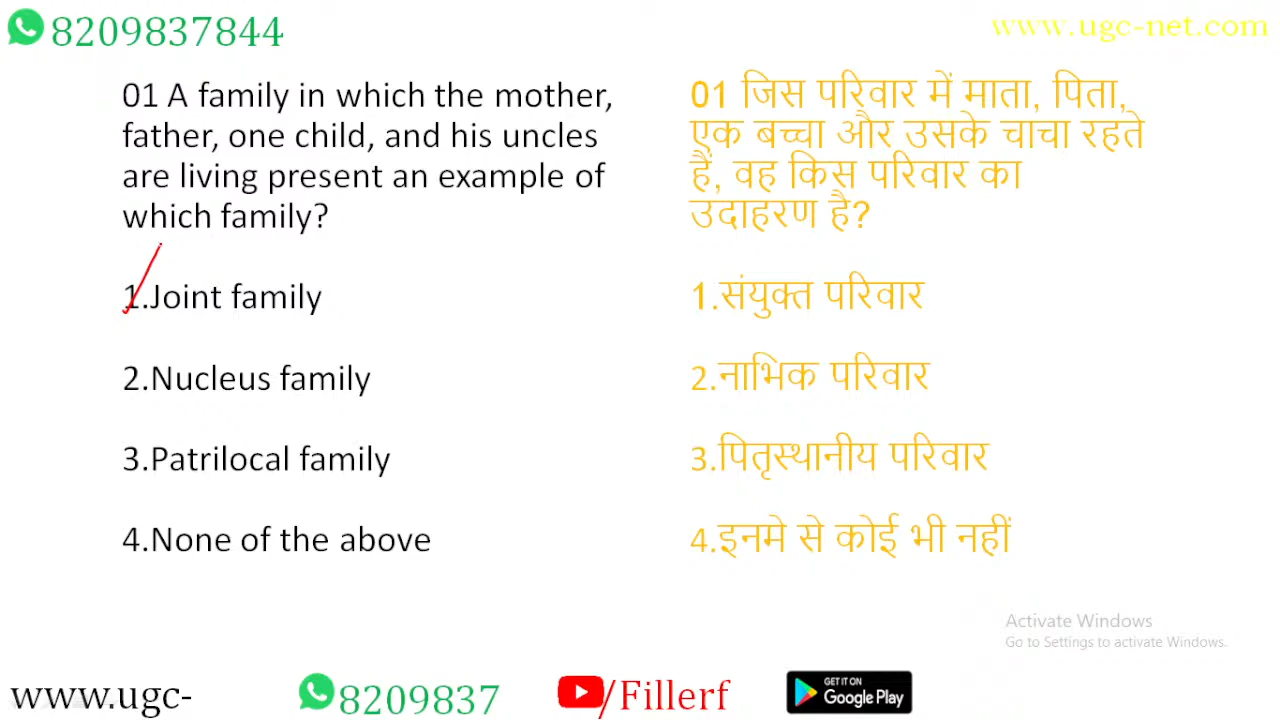 8209837844
www.ugc-net.com
01 A family in which the mother,
father, one child, and his uncles
are living present an example of
which family?
1.Joint family
2.Nucleus family
3.Patrilocal family
4.None of the above
01 जिस परिवार में माता, पिता,
एक बच्चा और उसके चाचा रहते
हैं, वह किस परिवार का
उदाहरण है?
1.संयुक्त परिवार
2.नाभिक परिवार
3.पितृस्थानीय परिवार
4.इनमे से कोई भी नहीं
Activate Windows
Go to Settings to activate Windows.
www.ugc-
8209837
/Fillerf
GET IT ON
Google Play